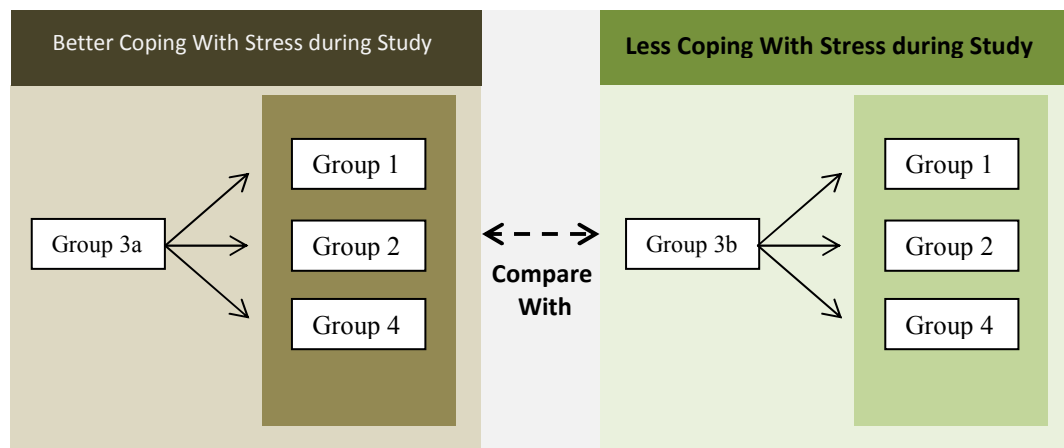 Better Coping With Stress during Study
Group 3a
Group 1
Group 2
Group 4
Compare
With
Less Coping With Stress during Study
Group 3b
Group 1
Group 2
Group 4